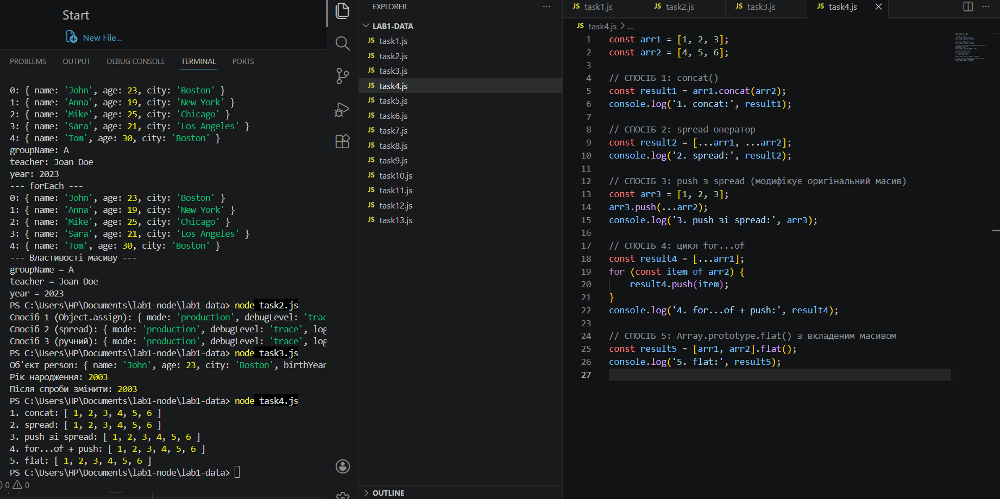 Start
New File...
PROBLEMS OUTPUT DEBUG CONSOLE TERMINAL PORTS
0: { name: 'John', age: 23, city: 'Boston' }
1: { name: 'Anna', age: 19, city: 'New York' }
2: { name: 'Mike', age: 25, city: 'Chicago' }
3: { name: 'Sara', age: 21, city: 'Los Angeles' }
4: { name: 'Tom', age: 30, city: 'Boston' }
groupName: A
teacher: Joan Doe
year: 2023
--- forEach ---
0: { name: 'John', age: 23, city: 'Boston' }
1: { name: 'Anna', age: 19, city: 'New York' }
2: { name: 'Mike', age: 25, city: 'Chicago' }
3: { name: 'Sara', age: 21, city: 'Los Angeles' }
4: { name: 'Tom', age: 30, city: 'Boston' }
--- Властивості масиву ---
groupName = A
teacher = Joan Doe
year = 2023
PS C:\Users\HP\Documents\lab1-node\lab1-data> node task2.js
Спосіб 1 (Object.assign): { mode: 'production', debugLevel: 'trac
Спосіб 2 (spread): { mode: 'production', debugLevel: 'trace', log
Спосіб 3 (ручний): { mode: 'production', debugLevel: 'trace', log
PS C:\Users\HP\Documents\lab1-node\lab1-data> node task3.js
Об'єкт person: { name: 'John', age: 23, city: 'Boston', birthYear
Рік народження: 2003
Після спроби змінити: 2003
PS C:\Users\HP\Documents\lab1-node\lab1-data> node task4.js
1. concat: [ 1, 2, 3, 4, 5, 6 ]
2. spread: [ 1, 2, 3, 4, 5, 6 ]
3. push зі spread: [ 1, 2, 3, 4, 5, 6 ]
4. for...of + push: [ 1, 2, 3, 4, 5, 6 ]
5. flat: [ 1, 2, 3, 4, 5, 6 ]
PS C:\Users\HP\Documents\lab1-node\lab1-data>
0 0
EXPLORER ...
LAB1-DATA
JS task1.js
JS task2.js
JS task3.js
JS task4.js
JS task5.js
JS task6.js
JS task7.js
JS task8.js
JS task9.js
JS task10.js
JS task11.js
JS task12.js
JS task13.js
OUTLINE
JS task1.js JS task2.js JS task3.js JS task4.js ...
JS task4.js > ...
1 const arr1 = [1, 2, 3];
2 const arr2 = [4, 5, 6];
3
4 // СПОСІБ 1: concat()
5 const result1 = arr1.concat(arr2);
6 console.log('1. concat:', result1);
7
8 // СПОСІБ 2: spread-оператор
9 const result2 = [...arr1, ...arr2];
10 console.log('2. spread:', result2);
11
12 // СПОСІБ 3: push з spread (модифікує оригінальний масив)
13 const arr3 = [1, 2, 3];
14 arr3.push(...arr2);
15 console.log('3. push зі spread:', arr3);
16
17 // СПОСІБ 4: цикл for...of
18 const result4 = [...arr1];
19 for (const item of arr2) {
20 result4.push(item);
21 }
22 console.log('4. for...of + push:', result4);
23
24 // СПОСІБ 5: Array.prototype.flat() з вкладеним масивом
25 const result5 = [arr1, arr2].flat();
26 console.log('5. flat:', result5);
27